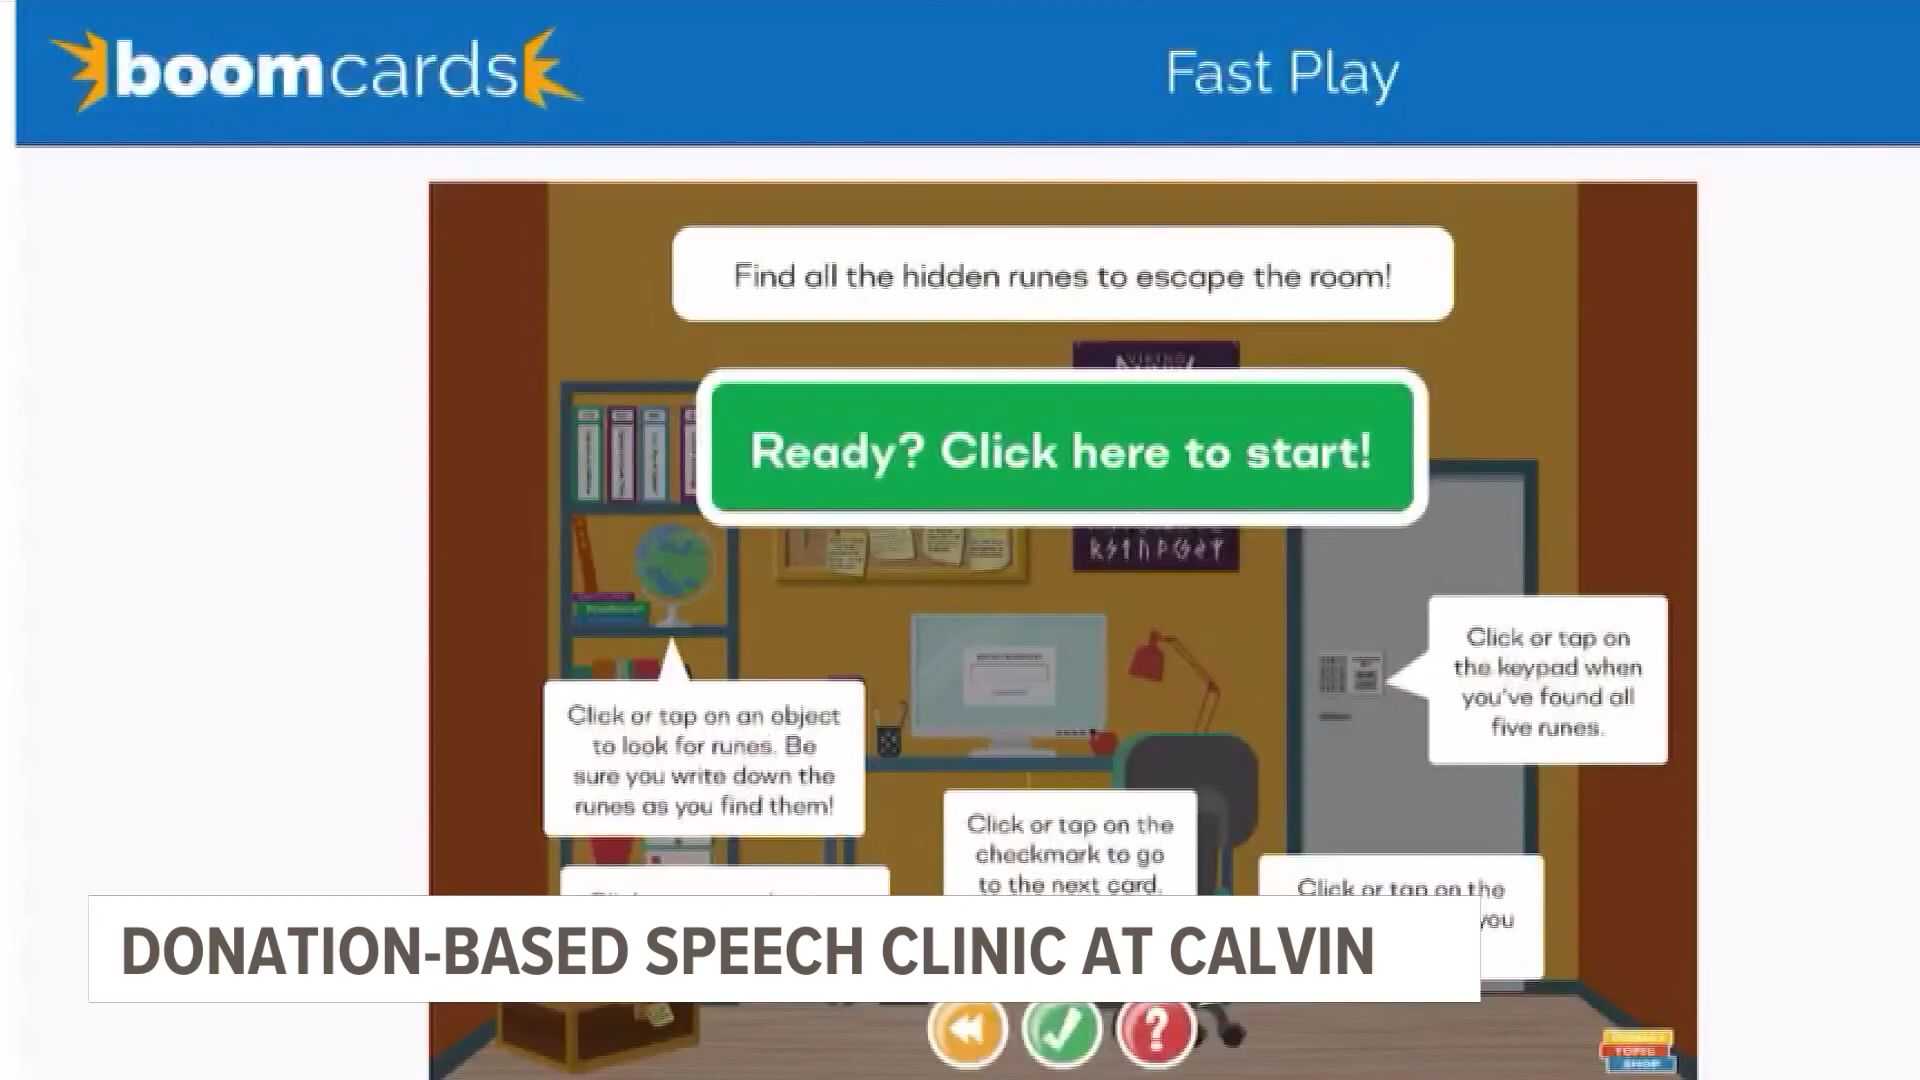 boomcards
Fast Play
Find all the hidden runes to escape the room!
VIKING
Ready? Click here to start!
Click or tap on an object
to look for runes. Be
sure you write down the
runes as you find them!
Click or tap on
the keypad when
you've found all
five runes.
Click or tap on the
checkmark to go
to the next card.
Click or tap on the
you
DONATION-BASED SPEECH CLINIC AT CALVIN
TOPIC
SHOP